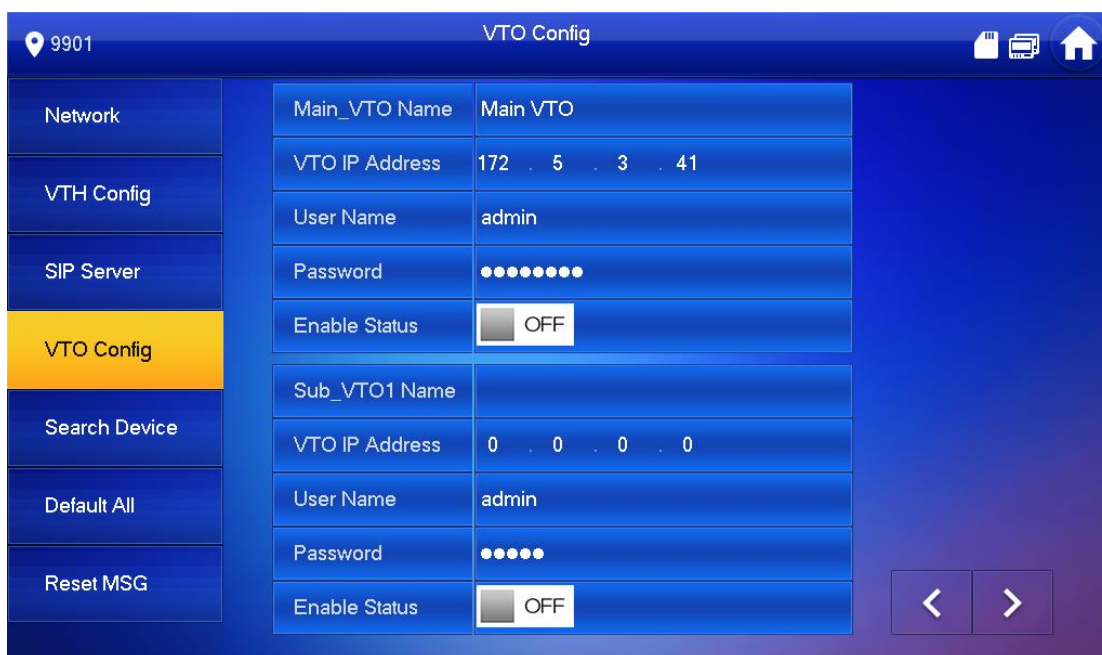 9901
VTO Config
Network
VTH Config
SIP Server
VTO Config
Search Device
Default All
Reset MSG
Main_VTO Name Main VTO
VTO IP Address 172 . 5 . 3 . 41
User Name admin
Password ●●●●●●●●
Enable Status OFF
Sub_VTO1 Name
VTO IP Address 0 . 0 . 0 . 0
User Name admin
Password ●●●●●
Enable Status OFF